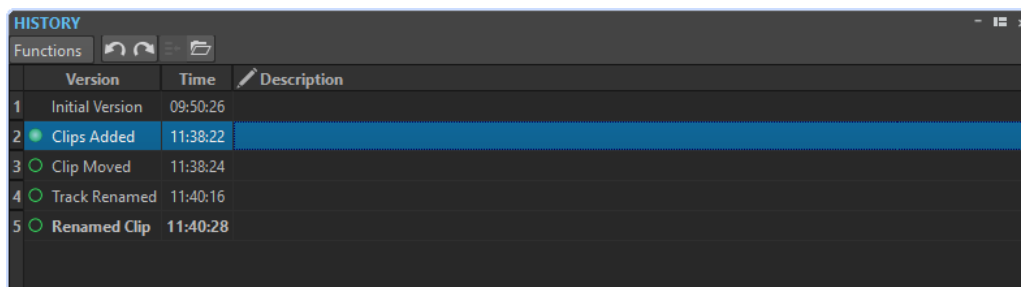 HISTORY
Functions
Version Time Description
1 Initial Version 09:50:26
2 Clips Added 11:38:22
3 Clip Moved 11:38:24
4 Track Renamed 11:40:16
5 Renamed Clip 11:40:28